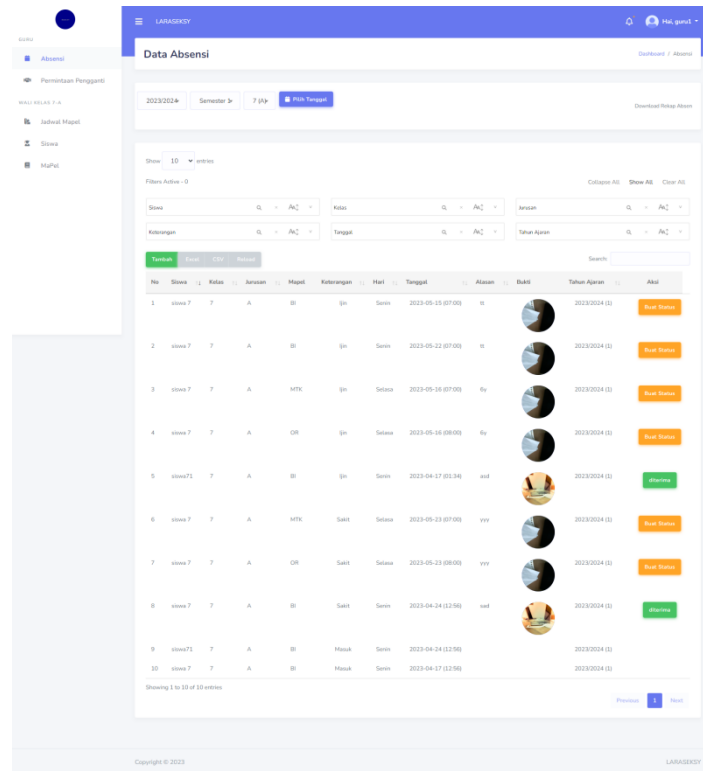 LARASEKSY
Hai, guru1
GURU
Absensi
Permintaan Pengganti
WALI KELAS 7-A
Jadwal Mapel
Siswa
MaPel
Data Absensi
Dashboard / Absensi
2023/2024
Semester
7 (A)
Pilih Tanggal
Download Rekap Absen
Show 10 entries
Filters Active - 0
Collapse All Show All Clear All
Siswa Kelas Jurusan
Keterangan Tanggal Tahun Ajaran
Tambah Excel CSV Reload
Search:
No Siswa Kelas Jurusan Mapel Keterangan Hari Tanggal Alasan Bukti Tahun Ajaran Aksi
1 siswa 7 7 A BI Ijin Senin 2023-05-15 (07:00) tt 2023/2024 (1) Buat Status
2 siswa 7 7 A BI Ijin Senin 2023-05-22 (07:00) tt 2023/2024 (1) Buat Status
3 siswa 7 7 A MTK Ijin Selasa 2023-05-16 (07:00) 6y 2023/2024 (1) Buat Status
4 siswa 7 7 A OR Ijin Selasa 2023-05-16 (08:00) 6y 2023/2024 (1) Buat Status
5 siswa71 7 A BI Ijin Senin 2023-04-17 (01:34) asd 2023/2024 (1) diterima
6 siswa 7 7 A MTK Sakit Selasa 2023-05-23 (07:00) yyy 2023/2024 (1) Buat Status
7 siswa 7 7 A OR Sakit Selasa 2023-05-23 (08:00) yyy 2023/2024 (1) Buat Status
8 siswa 7 7 A BI Sakit Senin 2023-04-24 (12:56) sad 2023/2024 (1) diterima
9 siswa71 7 A BI Masuk Senin 2023-04-24 (12:56) 2023/2024 (1)
10 siswa 7 7 A BI Masuk Senin 2023-04-17 (12:56) 2023/2024 (1)
Showing 1 to 10 of 10 entries
Previous 1 Next
Copyright © 2023
LARASEKSY